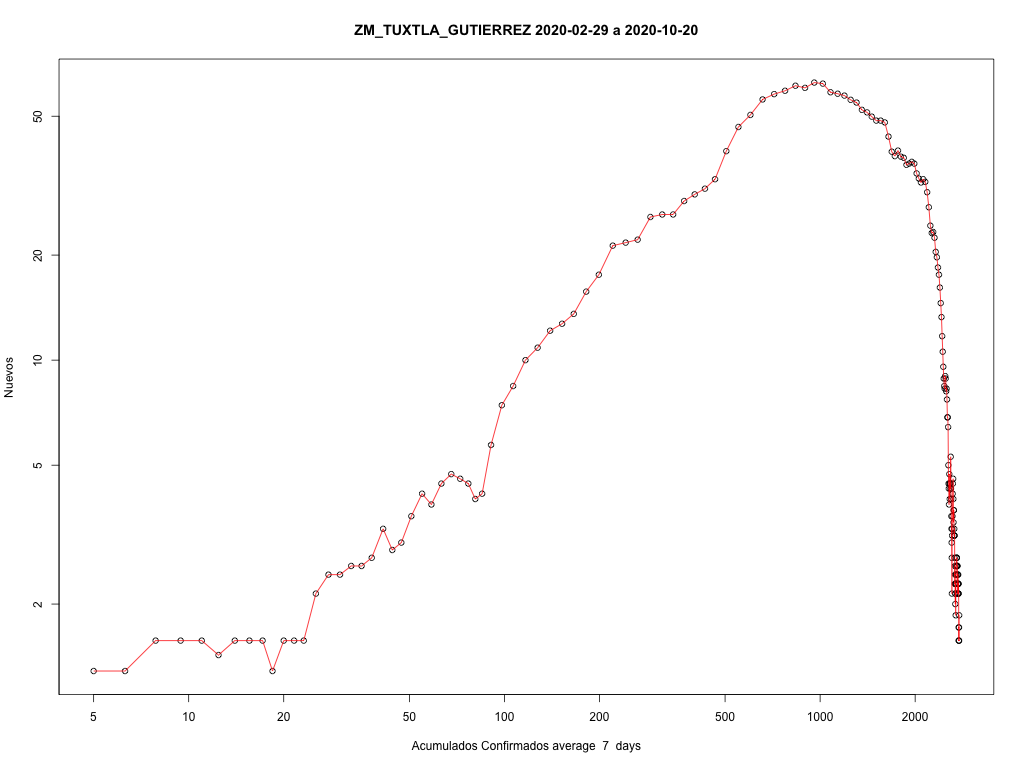 ZM_TUXTLA_GUTIERREZ 2020-02-29 a 2020-10-20
Nuevos
50
20
10
5
2
5 10 20 50 100 200 500 1000 2000
Acumulados Confirmados average 7 days